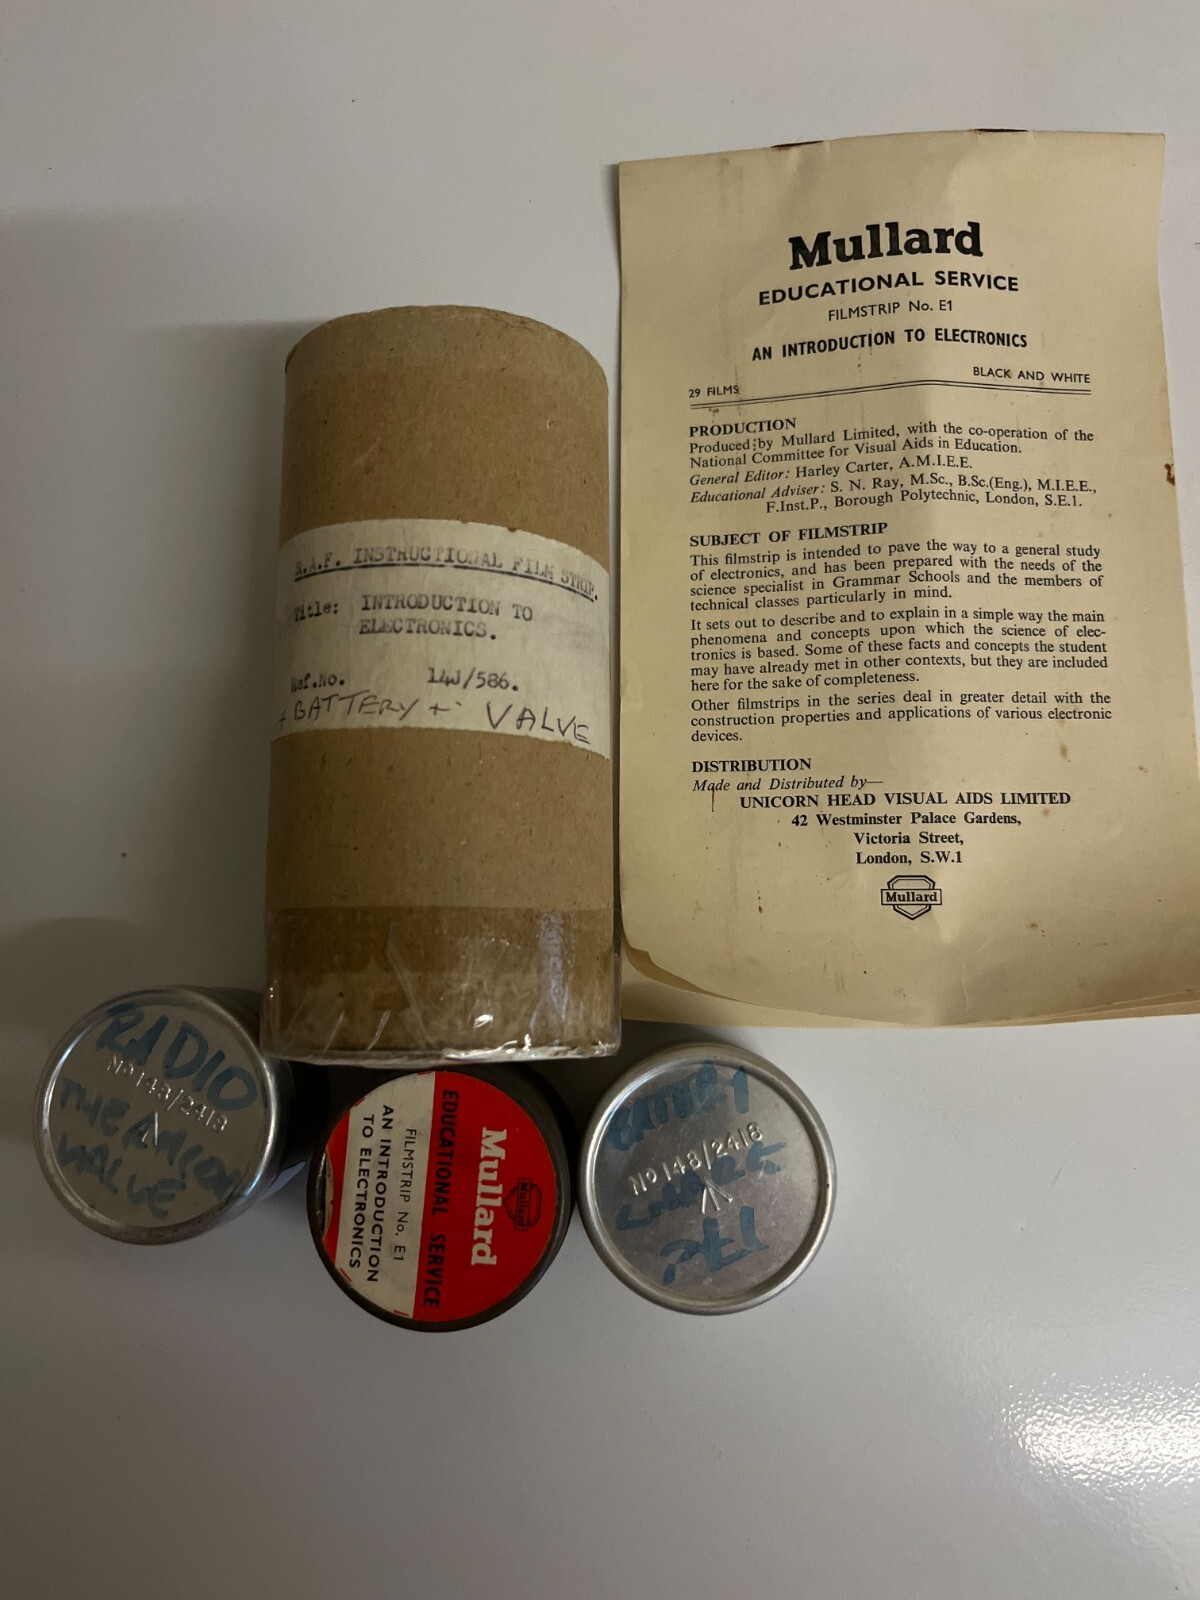 Mullard
EDUCATIONAL SERVICE
FILMSTRIP No. E1
AN INTRODUCTION TO ELECTRONICS
29 FILMS
BLACK AND WHITE
PRODUCTION
Produced by Mullard Limited, with the co-operation of the
National Committee for Visual Aids in Education.
General Editor: Harley Carter, A.M.I.E.E.
Educational Adviser: S. N. Ray, M.Sc., B.Sc.(Eng.), M.I.E.E.,
F.Inst.P., Borough Polytechnic, London, S.E.1.
SUBJECT OF FILMSTRIP
This filmstrip is intended to pave the way to a general study
of electronics, and has been prepared with the needs of the
science specialist in Grammar Schools and the members of
technical classes particularly in mind.
It sets out to describe and to explain in a simple way the main
phenomena and concepts upon which the science of elec-
tronics is based. Some of these facts and concepts the student
may have already met in other contexts, but they are included
here for the sake of completeness.
Other filmstrips in the series deal in greater detail with the
construction properties and applications of various electronic
devices.
DISTRIBUTION
Made and Distributed by—
UNICORN HEAD VISUAL AIDS LIMITED
42 Westminster Palace Gardens,
Victoria Street,
London, S.W.1
Mullard
R.A.F. INSTRUCTIONAL FILM STRIP.
Title: INTRODUCTION TO
ELECTRONICS.
Ref.No. 14J/586.
+ BATTERY + VALVE
RADIO
No 14B/2418
THE
VALVE
Mullard
Mullard
EDUCATIONAL SERVICE
FILMSTRIP No. E1
AN INTRODUCTION
TO ELECTRONICS
BATTERY
No 14B/2418